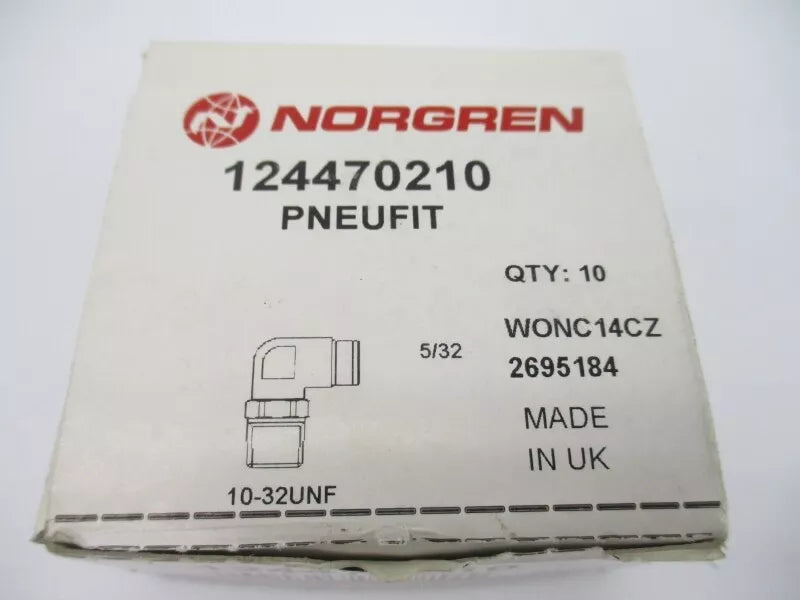 NORGREN
124470210
PNEUFIT
QTY: 10
WONC14CZ
5/32
2695184
MADE
IN UK
10-32UNF